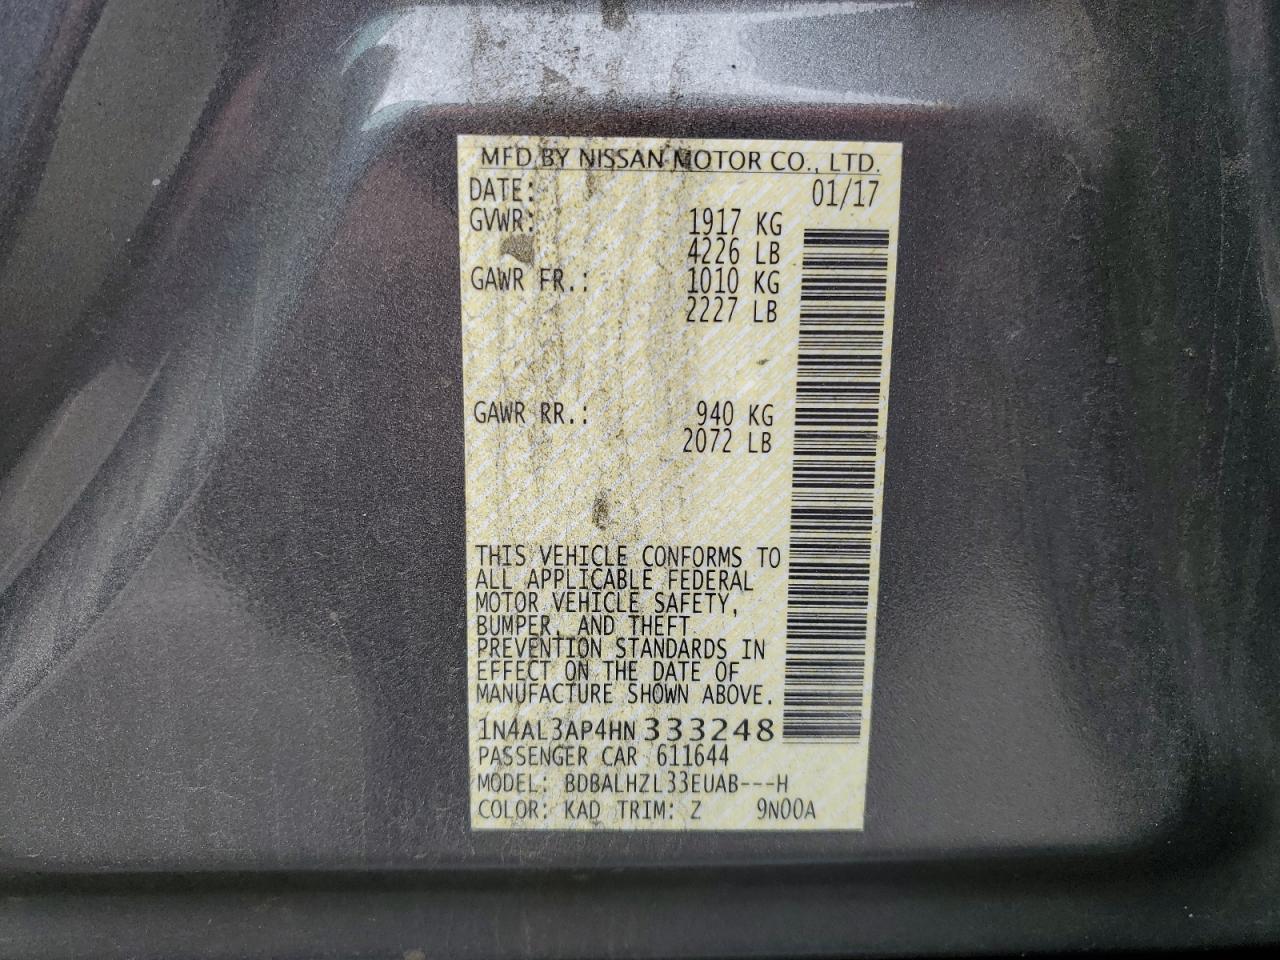 MFD BY NISSAN MOTOR CO., LTD.
DATE: 01/17
GVWR: 1917 KG
4226 LB
GAWR FR.: 1010 KG
2227 LB
GAWR RR.: 940 KG
2072 LB
THIS VEHICLE CONFORMS TO
ALL APPLICABLE FEDERAL
MOTOR VEHICLE SAFETY,
BUMPER, AND THEFT
PREVENTION STANDARDS IN
EFFECT ON THE DATE OF
MANUFACTURE SHOWN ABOVE.
1N4AL3AP4HN333248
PASSENGER CAR 611644
MODEL: BDBALHZL33EUAB---H
COLOR: KAD TRIM: Z 9N00A